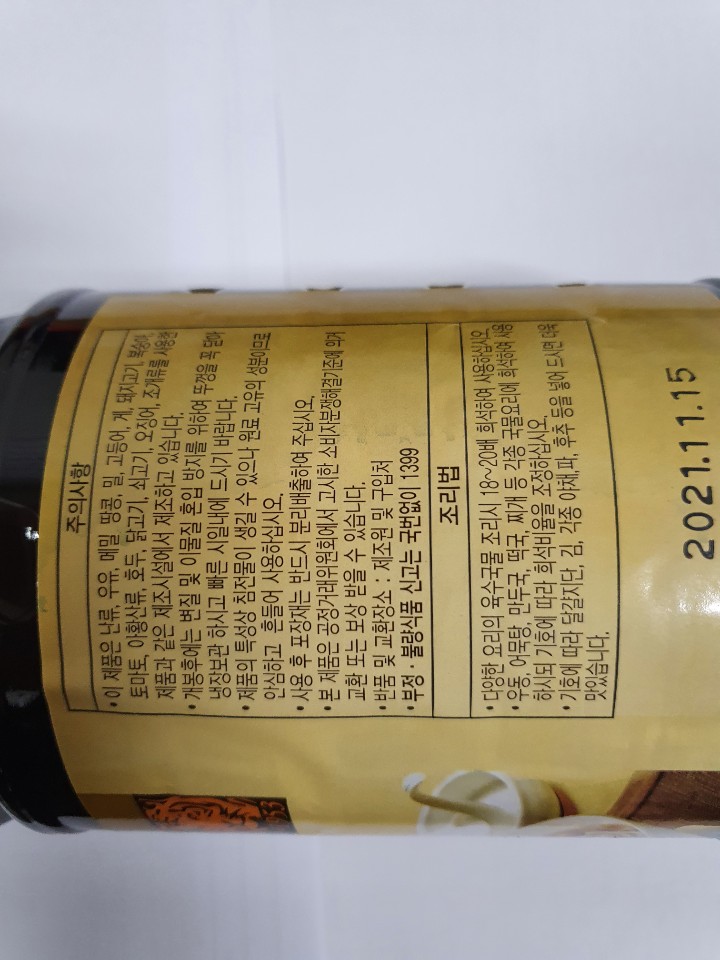 주의사항
• 이 제품은 난류, 우유, 메밀, 땅콩, 밀, 고등어, 게, 돼지고기, 복숭아,
토마토, 아황산류, 호두, 닭고기, 쇠고기, 오징어, 조개류를 사용한
제품과 같은 제조시설에서 제조하고 있습니다.
• 개봉후에는 변질 및 이물질 혼입 방지를 위하여 뚜껑을 꼭 닫아
냉장보관 하시고 빠른 시일내에 드시기 바랍니다.
• 제품의 특성상 침전물이 생길 수 있으나 원료 고유의 성분이므로
안심하고 흔들어 사용하십시오.
• 사용 후 포장재는 반드시 분리배출하여 주십시오.
• 본 제품은 공정거래위원회에서 고시한 소비자분쟁해결기준에 의거
교환 또는 보상 받을 수 있습니다.
• 반품 및 교환장소 : 제조원 및 구입처
• 부정·불량식품 신고는 국번없이 1399
조리법
• 다양한 요리의 육수국물 조리시 18~20배 희석하여 사용하십시오.
• 우동, 어묵탕, 만두국, 떡국, 찌개 등 각종 국물요리에 희석하여 사용
하시되 기호에 따라 희석비율을 조정하십시오.
• 기호에 따라 달걀지단, 김, 각종 야채, 파, 후추 등을 넣어 드시면 더욱
맛있습니다.
2021.11.15